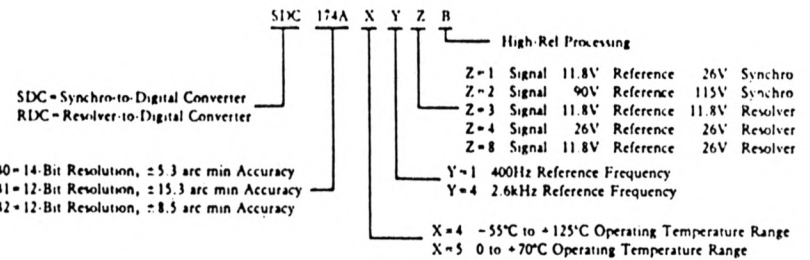 SDC 174A X Y Z B
High-Rel Processing
Z=1 Signal 11.8V Reference 26V Synchro
Z=2 Signal 90V Reference 115V Synchro
Z=3 Signal 11.8V Reference 11.8V Resolver
Z=4 Signal 26V Reference 26V Resolver
Z=8 Signal 11.8V Reference 26V Resolver
SDC=Synchro-to-Digital Converter
RDC=Resolver-to-Digital Converter
Y=1 400Hz Reference Frequency
Y=4 2.6kHz Reference Frequency
40=14-Bit Resolution, ±5.3 arc min Accuracy
41=12-Bit Resolution, ±15.3 arc min Accuracy
42=12-Bit Resolution, ±8.5 arc min Accuracy
X=4 -55°C to +125°C Operating Temperature Range
X=5 0 to +70°C Operating Temperature Range